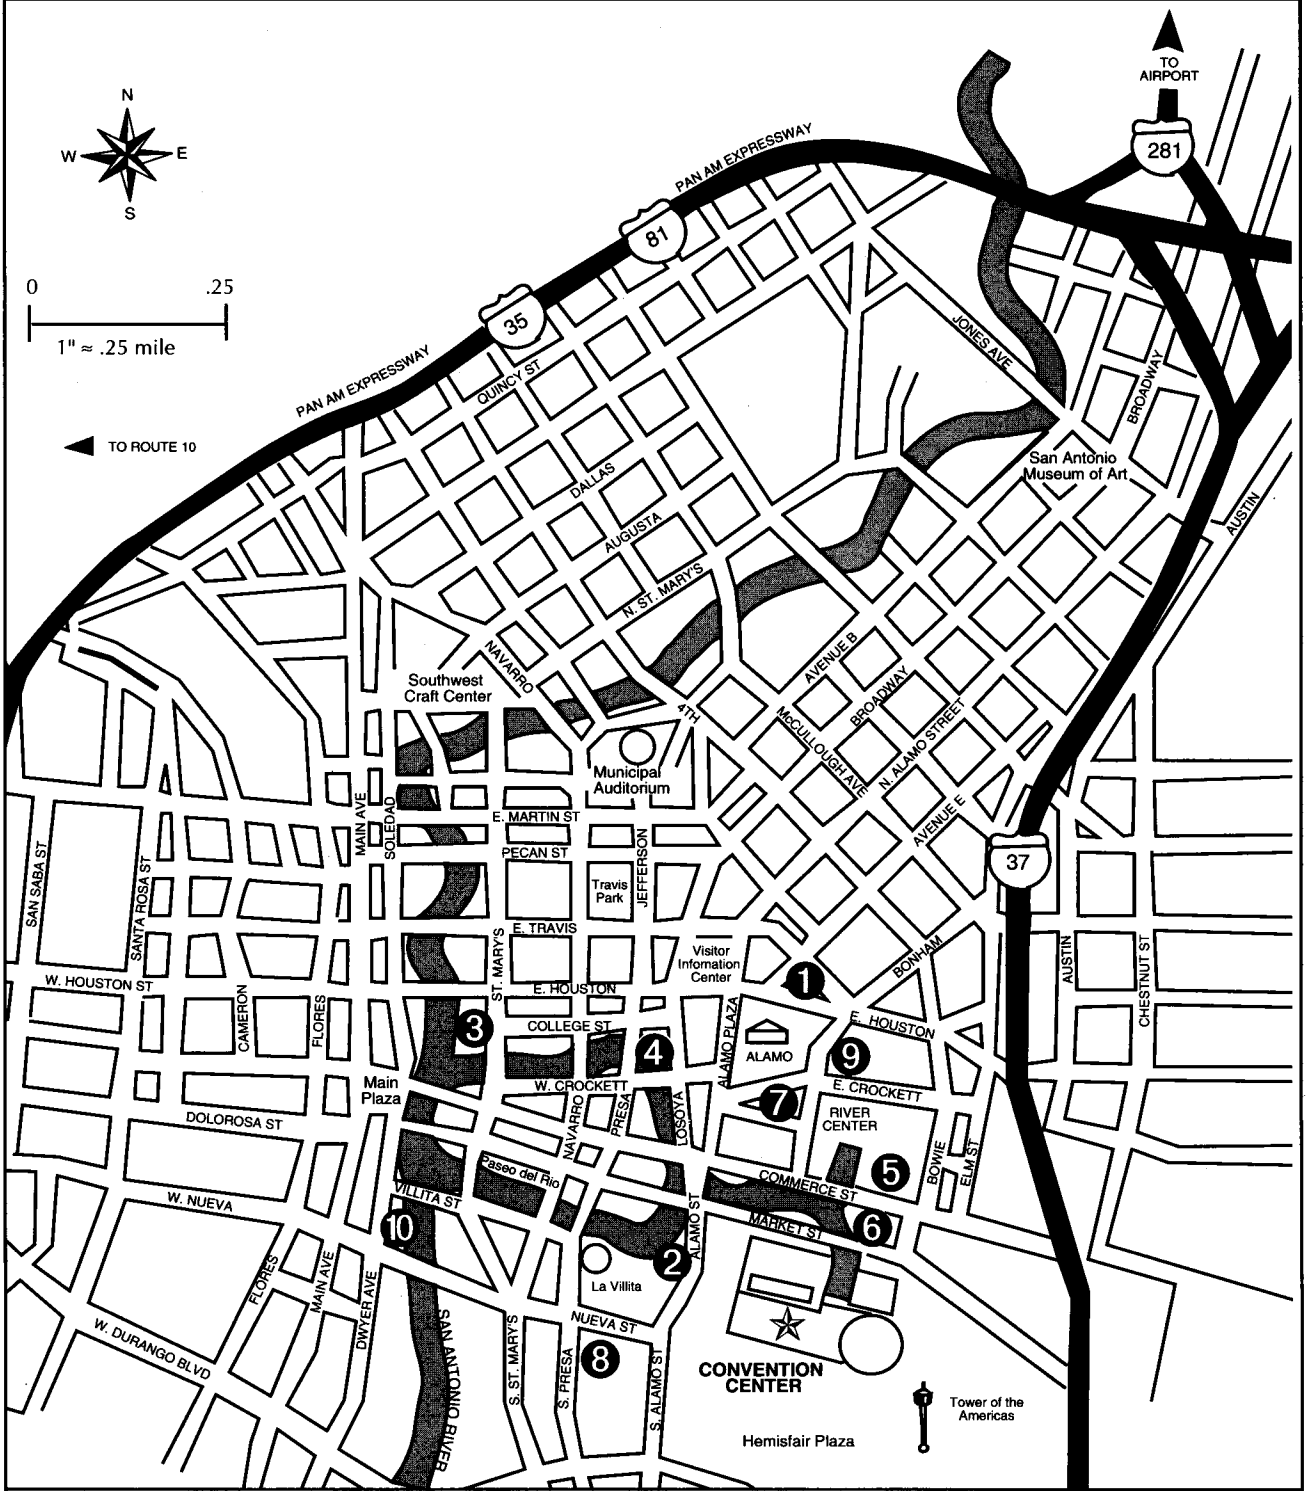 TO
AIRPORT
281
N
W E
S
PAN AM EXPRESSWAY
81
0 .25
1" ≈ .25 mile
35
PAN AM EXPRESSWAY
TO ROUTE 10
QUINCY ST
JONES AVE
BROADWAY
San Antonio
Museum of Art
DALLAS
AUGUSTA
AUSTIN
N. ST. MARY'S
NAVARRO
AVENUE B
BROADWAY
Southwest
Craft Center
4TH
McCULLOUGH AVE
N. ALAMO STREET
Municipal
Auditorium
AVENUE E
MAIN AVE
SOLEDAD
E. MARTIN ST
PECAN ST
JEFFERSON
37
SAN SABA ST
SANTA ROSA ST
Travis
Park
E. TRAVIS
ST. MARY'S
Visitor
Infomation
Center
BONHAM
AUSTIN
CHESTNUT ST
W. HOUSTON ST
E. HOUSTON
1
CAMERON
FLORES
3
COLLEGE ST
4
ALAMO PLAZA
ALAMO
E. HOUSTON
9
Main
Plaza
W. CROCKETT
E. CROCKETT
7
DOLOROSA ST
NAVARRO
PRESA
LOSOYA
RIVER
CENTER
BOWIE
ELM ST
Paseo del Rio
5
COMMERCE ST
W. NUEVA
VILLITA ST
10
ALAMO ST
MARKET ST
6
2
FLORES
MAIN AVE
DWYER AVE
La Villita
SAN ANTONIO RIVER
NUEVA ST
W. DURANGO BLVD
S. ST. MARY'S
S. PRESA
8
S. ALAMO ST
CONVENTION
CENTER
Tower of the
Americas
Hemisfair Plaza